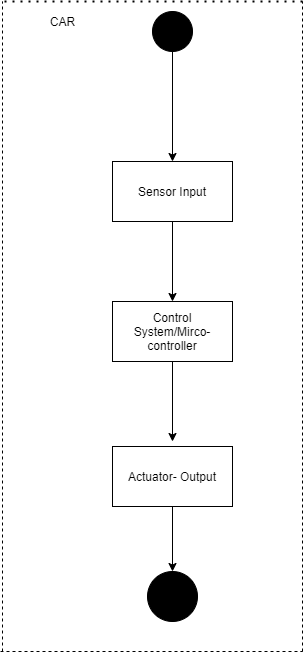 CAR
Sensor Input
Control
System/Mirco-
controller
Actuator- Output